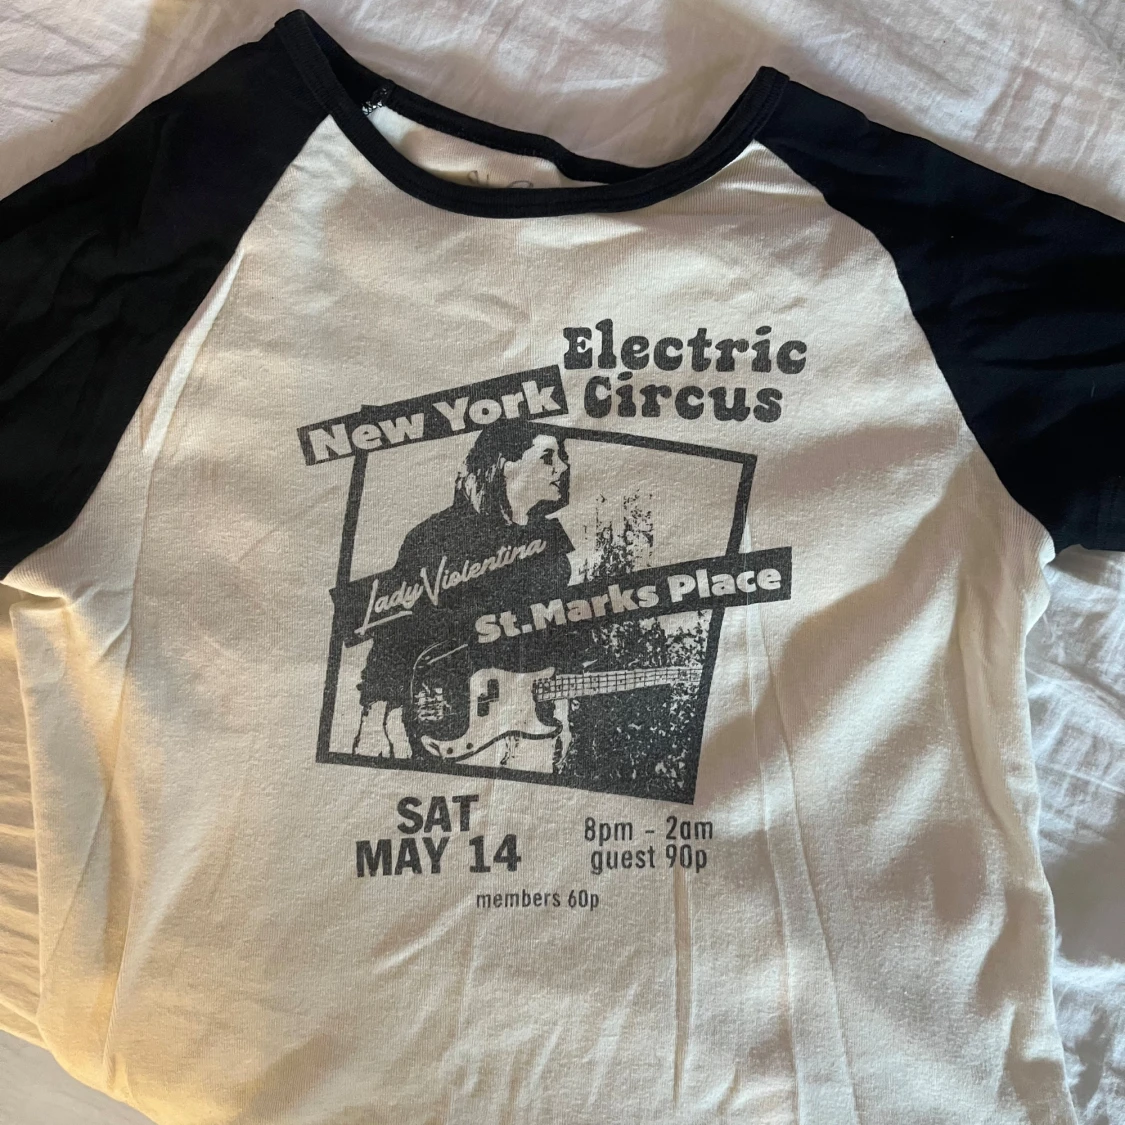 Electric
Circus
New York
Lady Violentina
St.Marks Place
SAT
MAY 14
8pm - 2am
guest 90p
members 60p